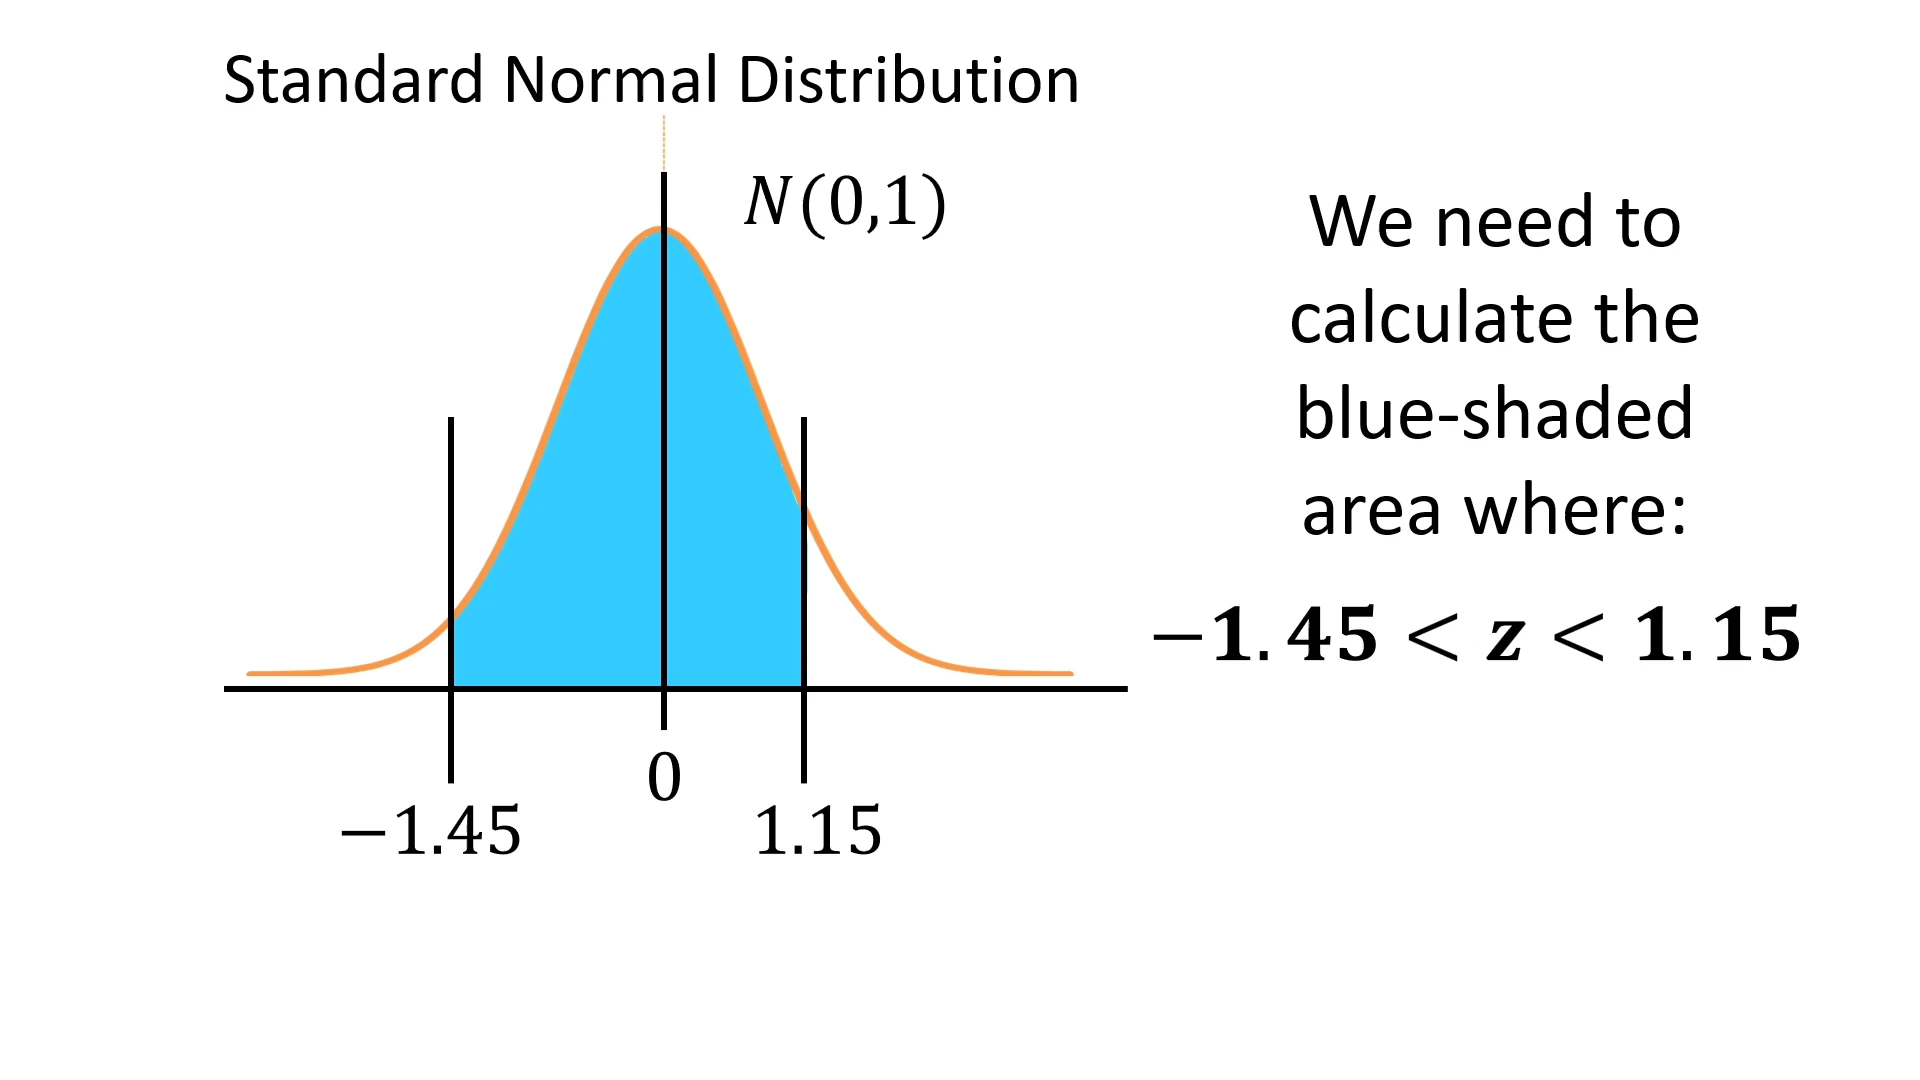 Standard Normal Distribution
N(0,1)
We need to
calculate the
blue-shaded
area where:
−1.45 < z < 1.15
0
−1.45
1.15